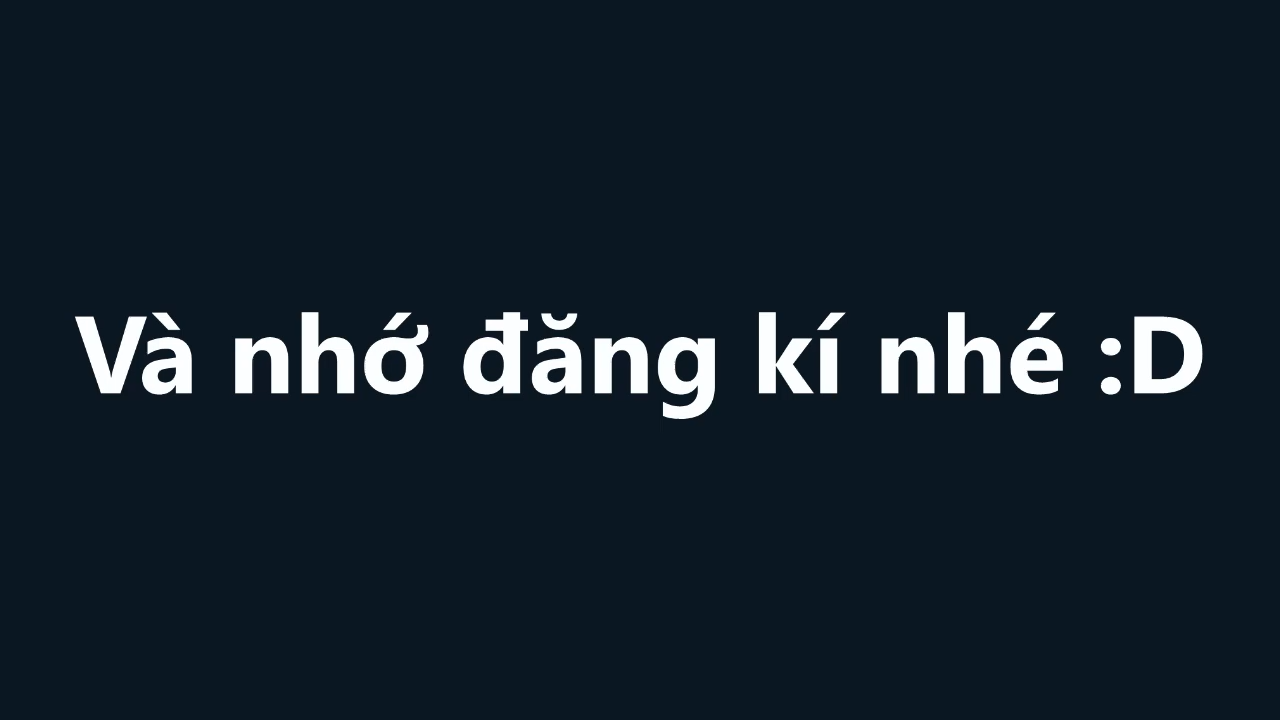 Và nhớ đăng kí nhé :D